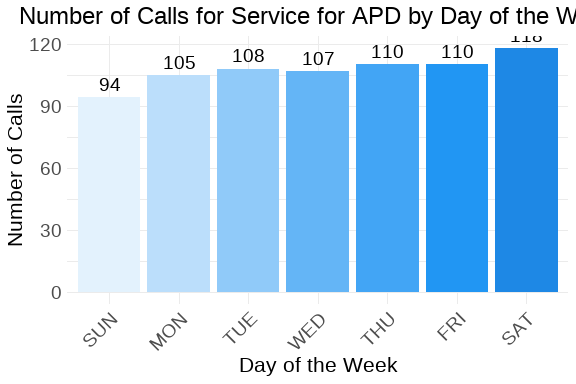 Number of Calls for Service for APD by Day of the W
118
110
110
108
107
105
94
120
90
60
30
0
Number of Calls
SUN
MON
TUE
WED
THU
FRI
SAT
Day of the Week